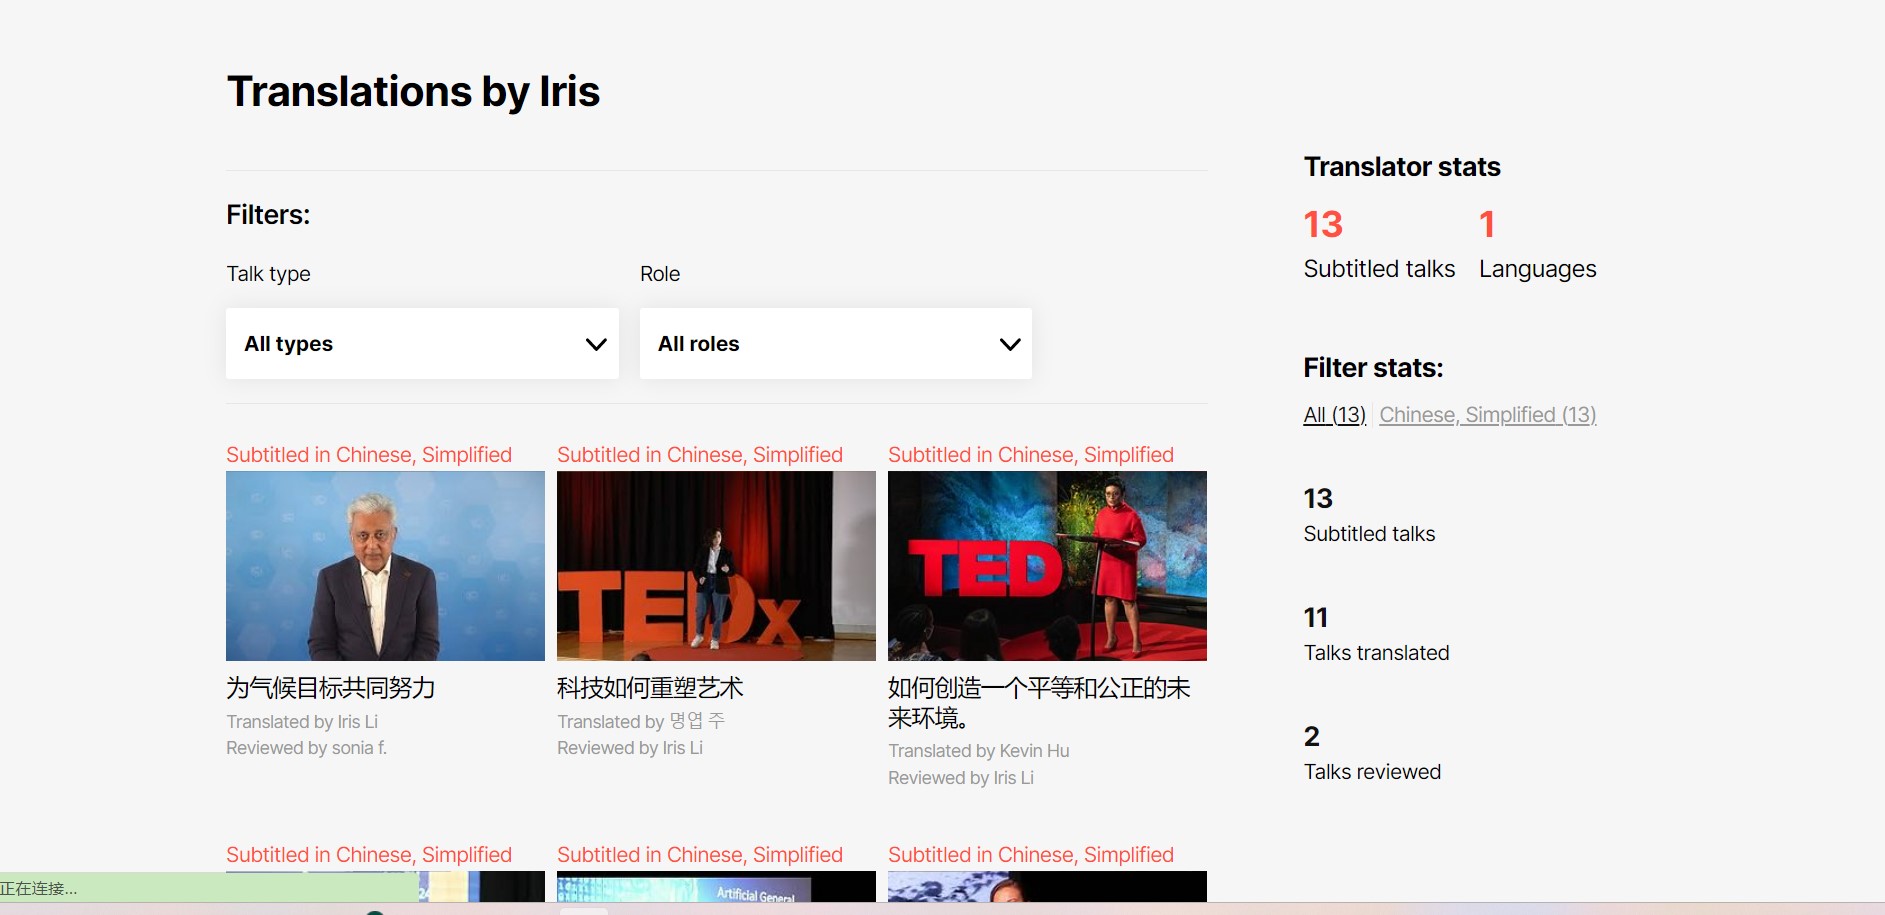 Translations by Iris
Filters:
Talk type
Role
All types
All roles
Translator stats
13
1
Subtitled talks
Languages
Filter stats:
All (13)
Chinese, Simplified (13)
13
Subtitled talks
11
Talks translated
2
Talks reviewed
Subtitled in Chinese, Simplified
TED
为气候目标共同努力
Translated by Iris Li
Reviewed by sonia f.
Subtitled in Chinese, Simplified
TEDx
科技如何重塑艺术
Translated by 명엽 주
Reviewed by Iris Li
Subtitled in Chinese, Simplified
如何创造一个平等和公正的未
来环境。
Translated by Kevin Hu
Reviewed by Iris Li
Subtitled in Chinese, Simplified
Subtitled in Chinese, Simplified
Artificial General
Subtitled in Chinese, Simplified
正在连接...